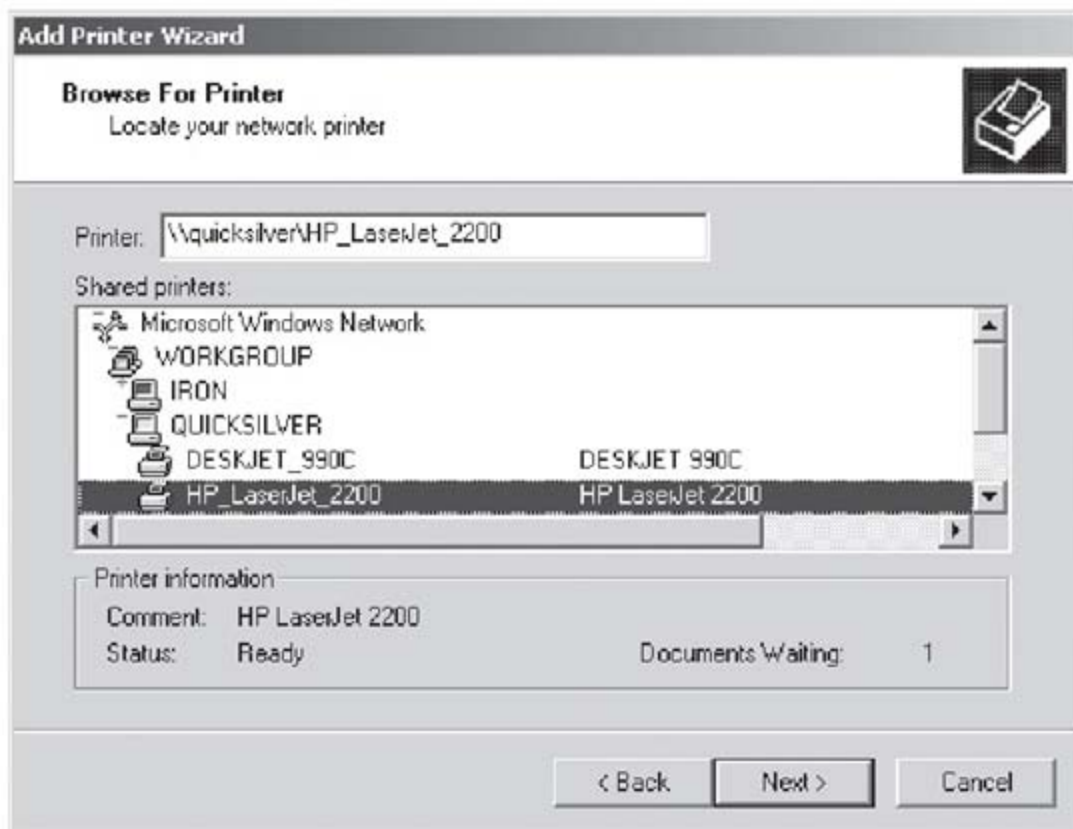 Add Printer Wizard
Browse For Printer
Locate your network printer
Printer: \\quicksilver\HP_LaserJet_2200
Shared printers:
Microsoft Windows Network
WORKGROUP
IRON
QUICKSILVER
DESKJET_990C DESKJET 990C
HP_LaserJet_2200 HP LaserJet 2200
Printer information
Comment: HP LaserJet 2200
Status: Ready Documents Waiting: 1
< Back Next > Cancel